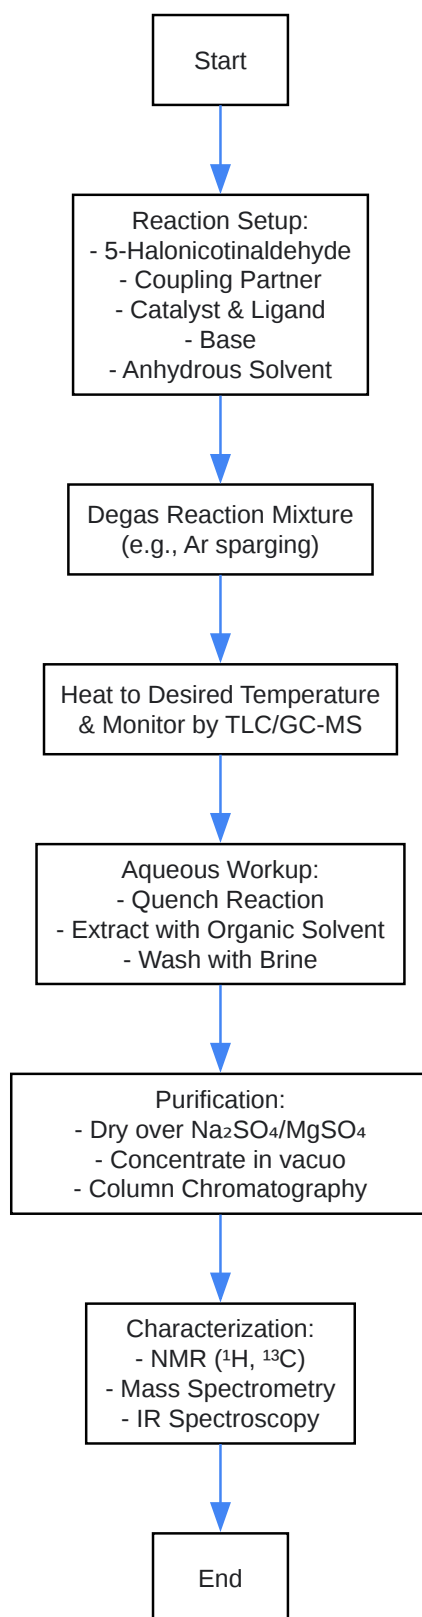 Start
Reaction Setup:
- 5-Halonicotinaldehyde
- Coupling Partner
- Catalyst & Ligand
- Base
- Anhydrous Solvent
Degas Reaction Mixture
(e.g., Ar sparging)
Heat to Desired Temperature
& Monitor by TLC/GC-MS
Aqueous Workup:
- Quench Reaction
- Extract with Organic Solvent
- Wash with Brine
Purification:
- Dry over Na₂SO₄/MgSO₄
- Concentrate in vacuo
- Column Chromatography
Characterization:
- NMR (¹H, ¹³C)
- Mass Spectrometry
- IR Spectroscopy
End